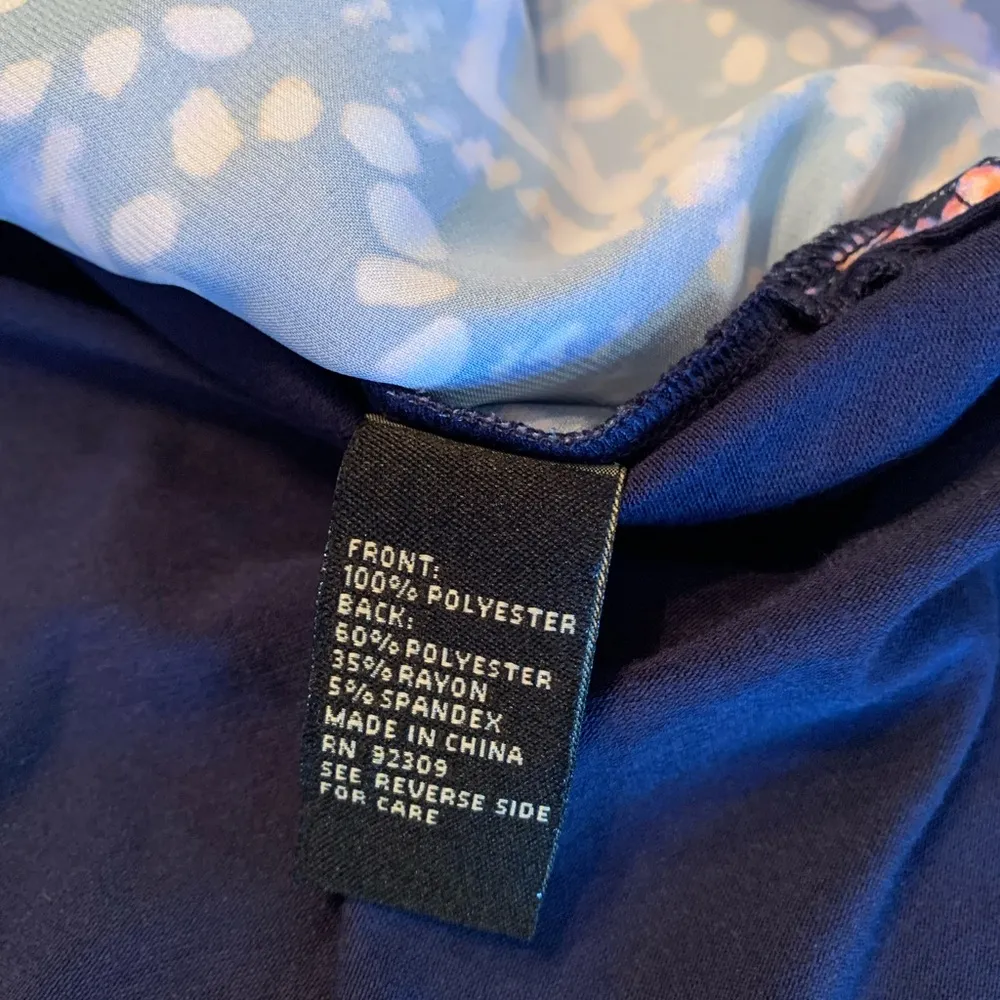 FRONT:
100% POLYESTER
BACK:
60% POLYESTER
35% RAYON
5% SPANDEX
MADE IN CHINA
RN 92309
SEE REVERSE SIDE
FOR CARE